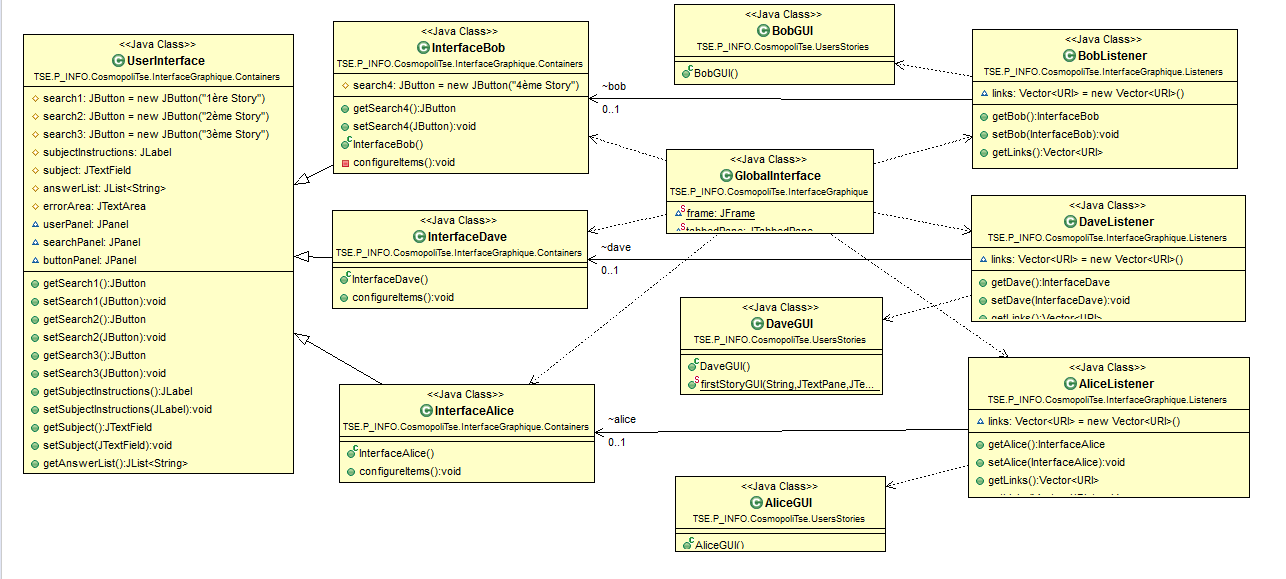 <<Java Class>>
UserInterface
TSE.P_INFO.CosmopoliTse.InterfaceGraphique.Containers
search1: JButton = new JButton("1ère Story")
search2: JButton = new JButton("2ème Story")
search3: JButton = new JButton("3ème Story")
subjectInstructions: JLabel
subject: JTextField
answerList: JList<String>
errorArea: JTextArea
userPanel: JPanel
searchPanel: JPanel
buttonPanel: JPanel
getSearch1():JButton
setSearch1(JButton):void
getSearch2():JButton
setSearch2(JButton):void
getSearch3():JButton
setSearch3(JButton):void
getSubjectInstructions():JLabel
setSubjectInstructions(JLabel):void
getSubject():JTextField
setSubject(JTextField):void
getAnswerList():JList<String>
<<Java Class>>
InterfaceBob
TSE.P_INFO.CosmopoliTse.InterfaceGraphique.Containers
search4: JButton = new JButton("4ème Story")
getSearch4():JButton
setSearch4(JButton):void
InterfaceBob()
configureItems():void
<<Java Class>>
InterfaceDave
TSE.P_INFO.CosmopoliTse.InterfaceGraphique.Containers
InterfaceDave()
configureItems():void
<<Java Class>>
InterfaceAlice
TSE.P_INFO.CosmopoliTse.InterfaceGraphique.Containers
InterfaceAlice()
configureItems():void
~bob
0..1
~dave
0..1
~alice
0..1
<<Java Class>>
BobGUI
TSE.P_INFO.CosmopoliTse.UsersStories
BobGUI()
<<Java Class>>
GlobalInterface
TSE.P_INFO.CosmopoliTse.InterfaceGraphique
frame: JFrame
tabbedPane: JTabbedPane
<<Java Class>>
DaveGUI
TSE.P_INFO.CosmopoliTse.UsersStories
DaveGUI()
firstStoryGUI(String,JTextPane,JTe...
<<Java Class>>
AliceGUI
TSE.P_INFO.CosmopoliTse.UsersStories
AliceGUI()
<<Java Class>>
BobListener
TSE.P_INFO.CosmopoliTse.InterfaceGraphique.Listeners
links: Vector<URI> = new Vector<URI>()
getBob():InterfaceBob
setBob(InterfaceBob):void
getLinks():Vector<URI>
<<Java Class>>
DaveListener
TSE.P_INFO.CosmopoliTse.InterfaceGraphique.Listeners
links: Vector<URI> = new Vector<URI>()
getDave():InterfaceDave
setDave(InterfaceDave):void
getLinks():Vector<URI>
<<Java Class>>
AliceListener
TSE.P_INFO.CosmopoliTse.InterfaceGraphique.Listeners
links: Vector<URI> = new Vector<URI>()
getAlice():InterfaceAlice
setAlice(InterfaceAlice):void
getLinks():Vector<URI>